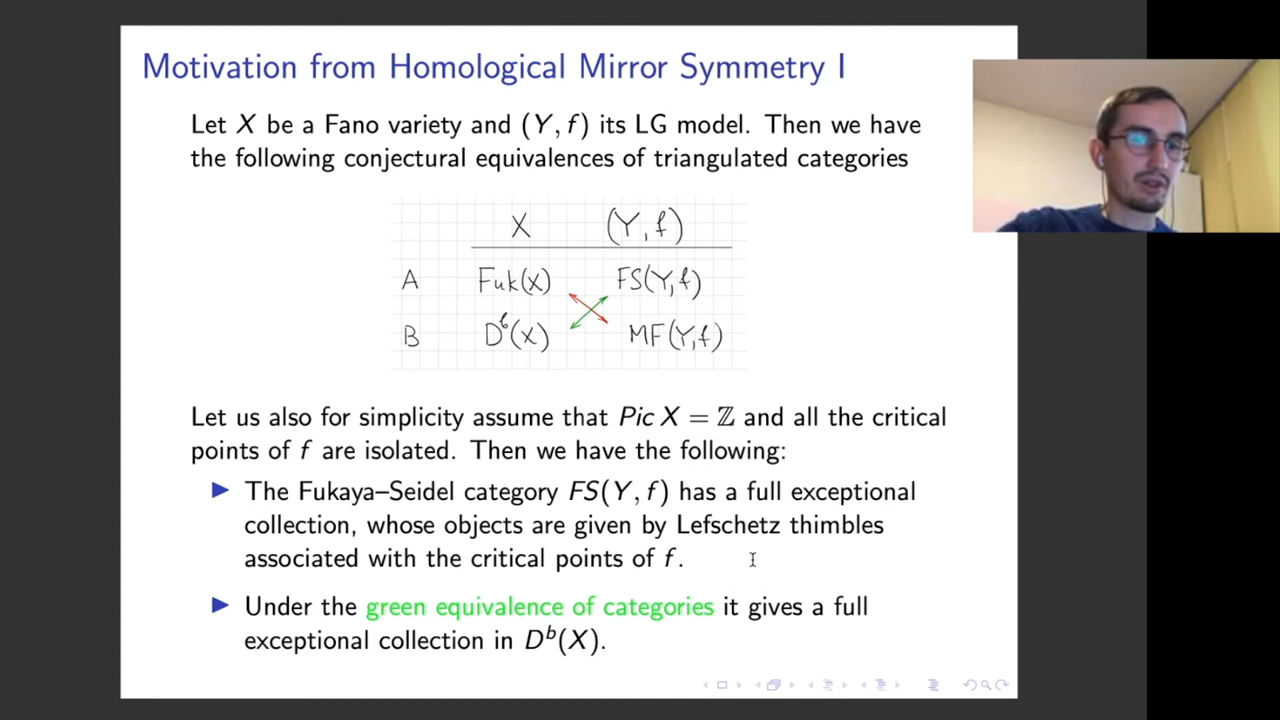 Motivation from Homological Mirror Symmetry I
Let X be a Fano variety and (Y, f) its LG model. Then we have
the following conjectural equivalences of triangulated categories
X (Y, f)
A Fuk(X) FS(Y, f)
B Dᵇ(X) MF(Y, f)
Let us also for simplicity assume that Pic X = ℤ and all the critical
points of f are isolated. Then we have the following:
▶ The Fukaya–Seidel category FS(Y, f) has a full exceptional
collection, whose objects are given by Lefschetz thimbles
associated with the critical points of f.
▶ Under the green equivalence of categories it gives a full
exceptional collection in Dᵇ(X).